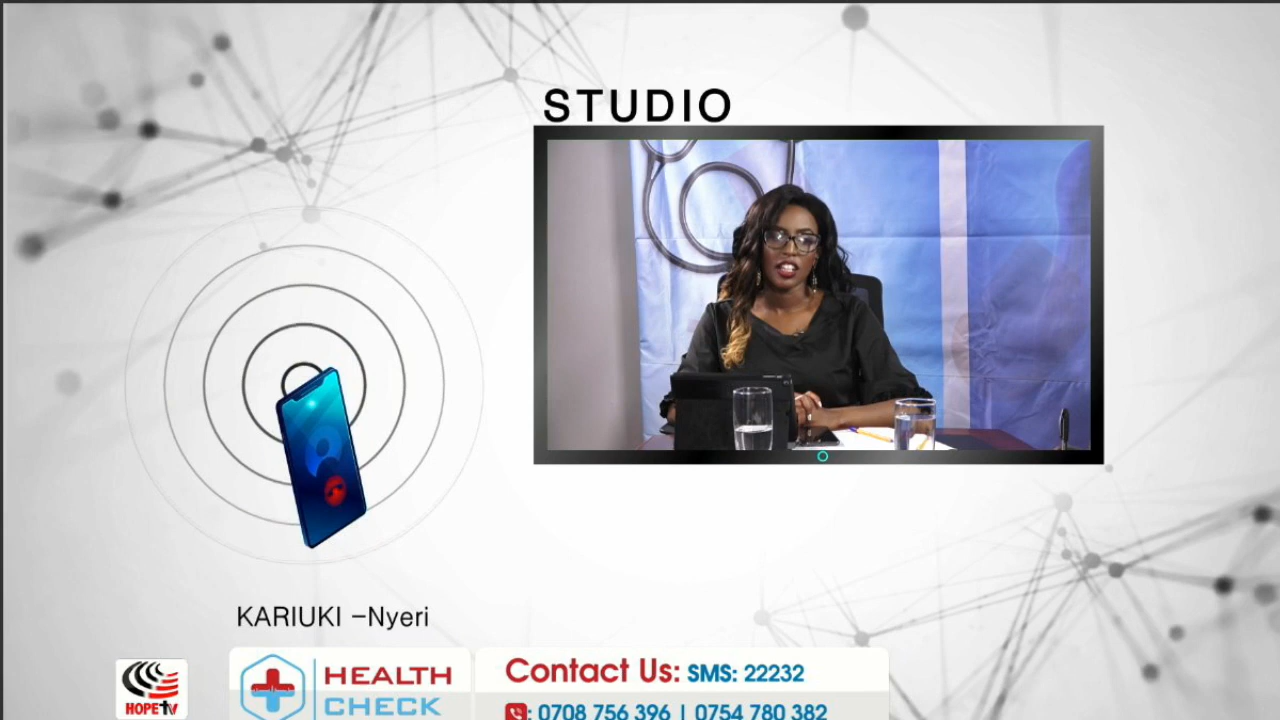 STUDIO
KARIUKI –Nyeri
HOPE tv
HEALTH
CHECK
Contact Us: SMS: 22232
: 0708 756 396 | 0754 780 382